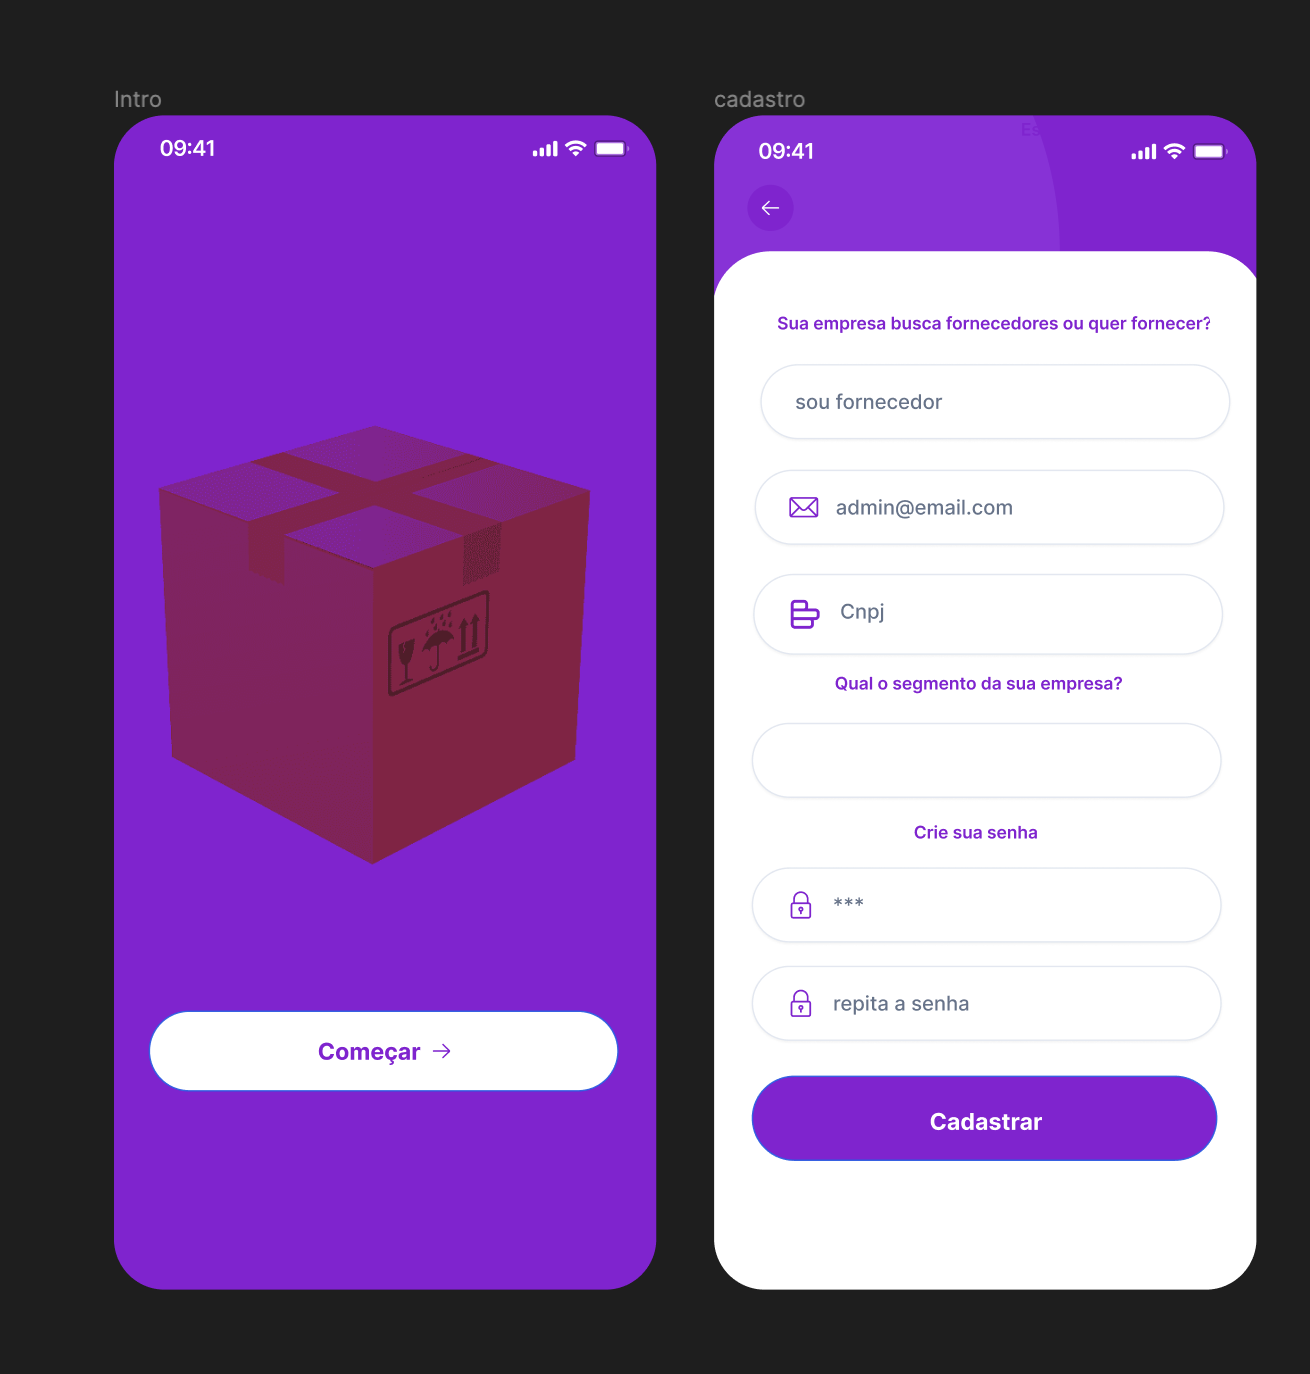 Intro
09:41
Começar
cadastro
Es
09:41
Sua empresa busca fornecedores ou quer fornecer?
sou fornecedor
admin@email.com
Cnpj
Qual o segmento da sua empresa?
Crie sua senha
***
repita a senha
Cadastrar